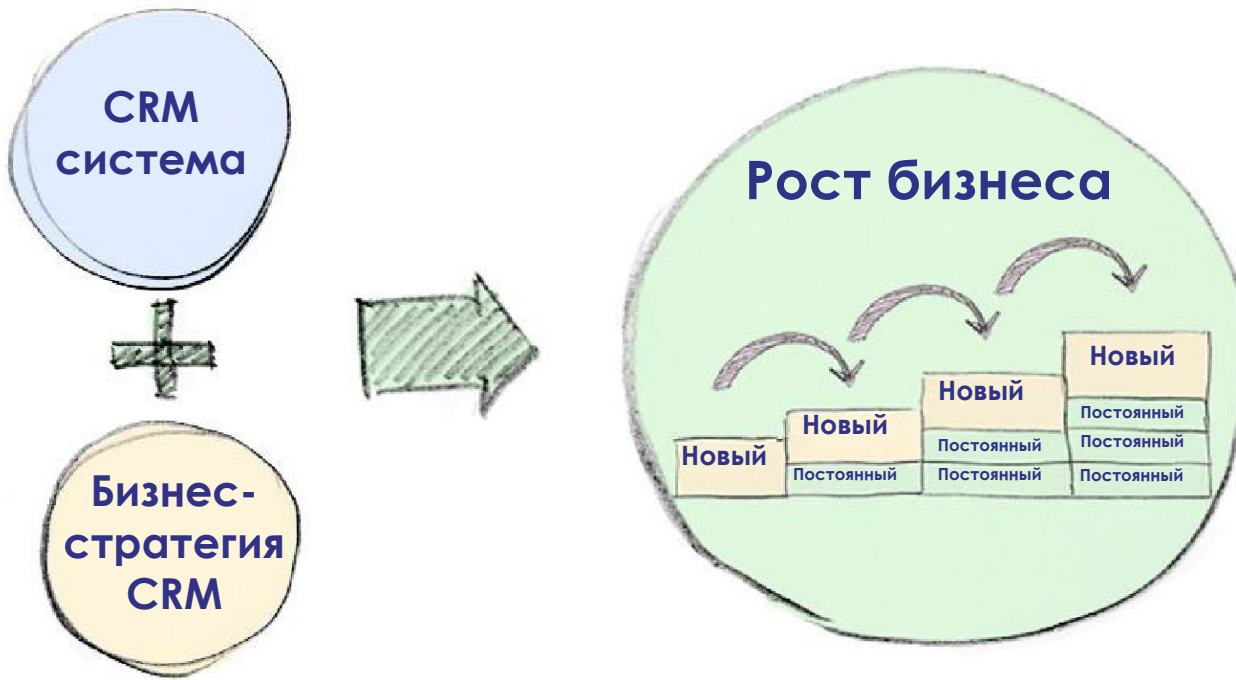 CRM
система
Бизнес-
стратегия
CRM
Рост бизнеса
Новый
Новый
Постоянный
Новый
Постоянный
Постоянный
Новый
Постоянный
Постоянный
Постоянный